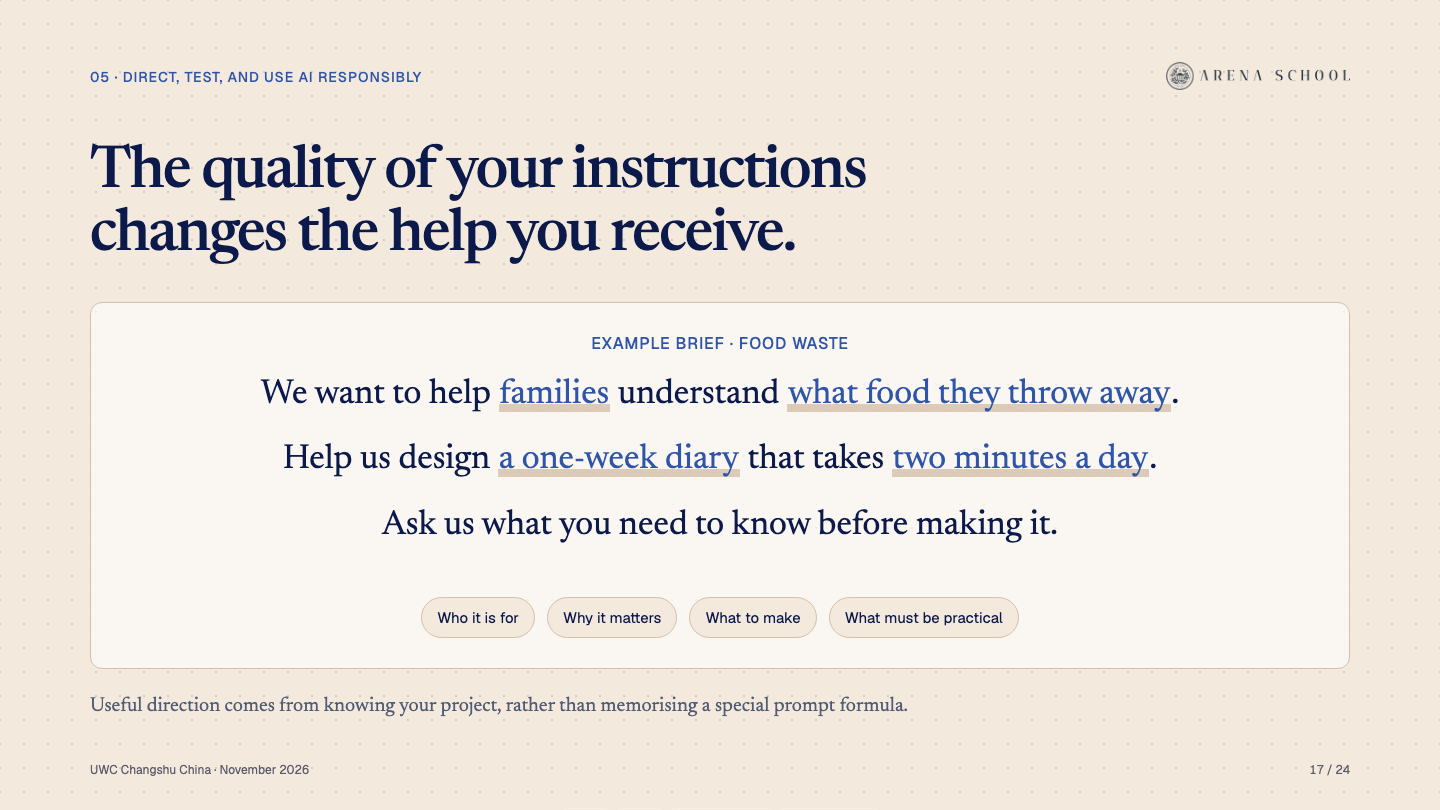 05 · DIRECT, TEST, AND USE AI RESPONSIBLY
ARENA SCHOOL
The quality of your instructions
changes the help you receive.
EXAMPLE BRIEF · FOOD WASTE
We want to help families understand what food they throw away.
Help us design a one-week diary that takes two minutes a day.
Ask us what you need to know before making it.
Who it is for
Why it matters
What to make
What must be practical
Useful direction comes from knowing your project, rather than memorising a special prompt formula.
UWC Changshu China · November 2026
17 / 24